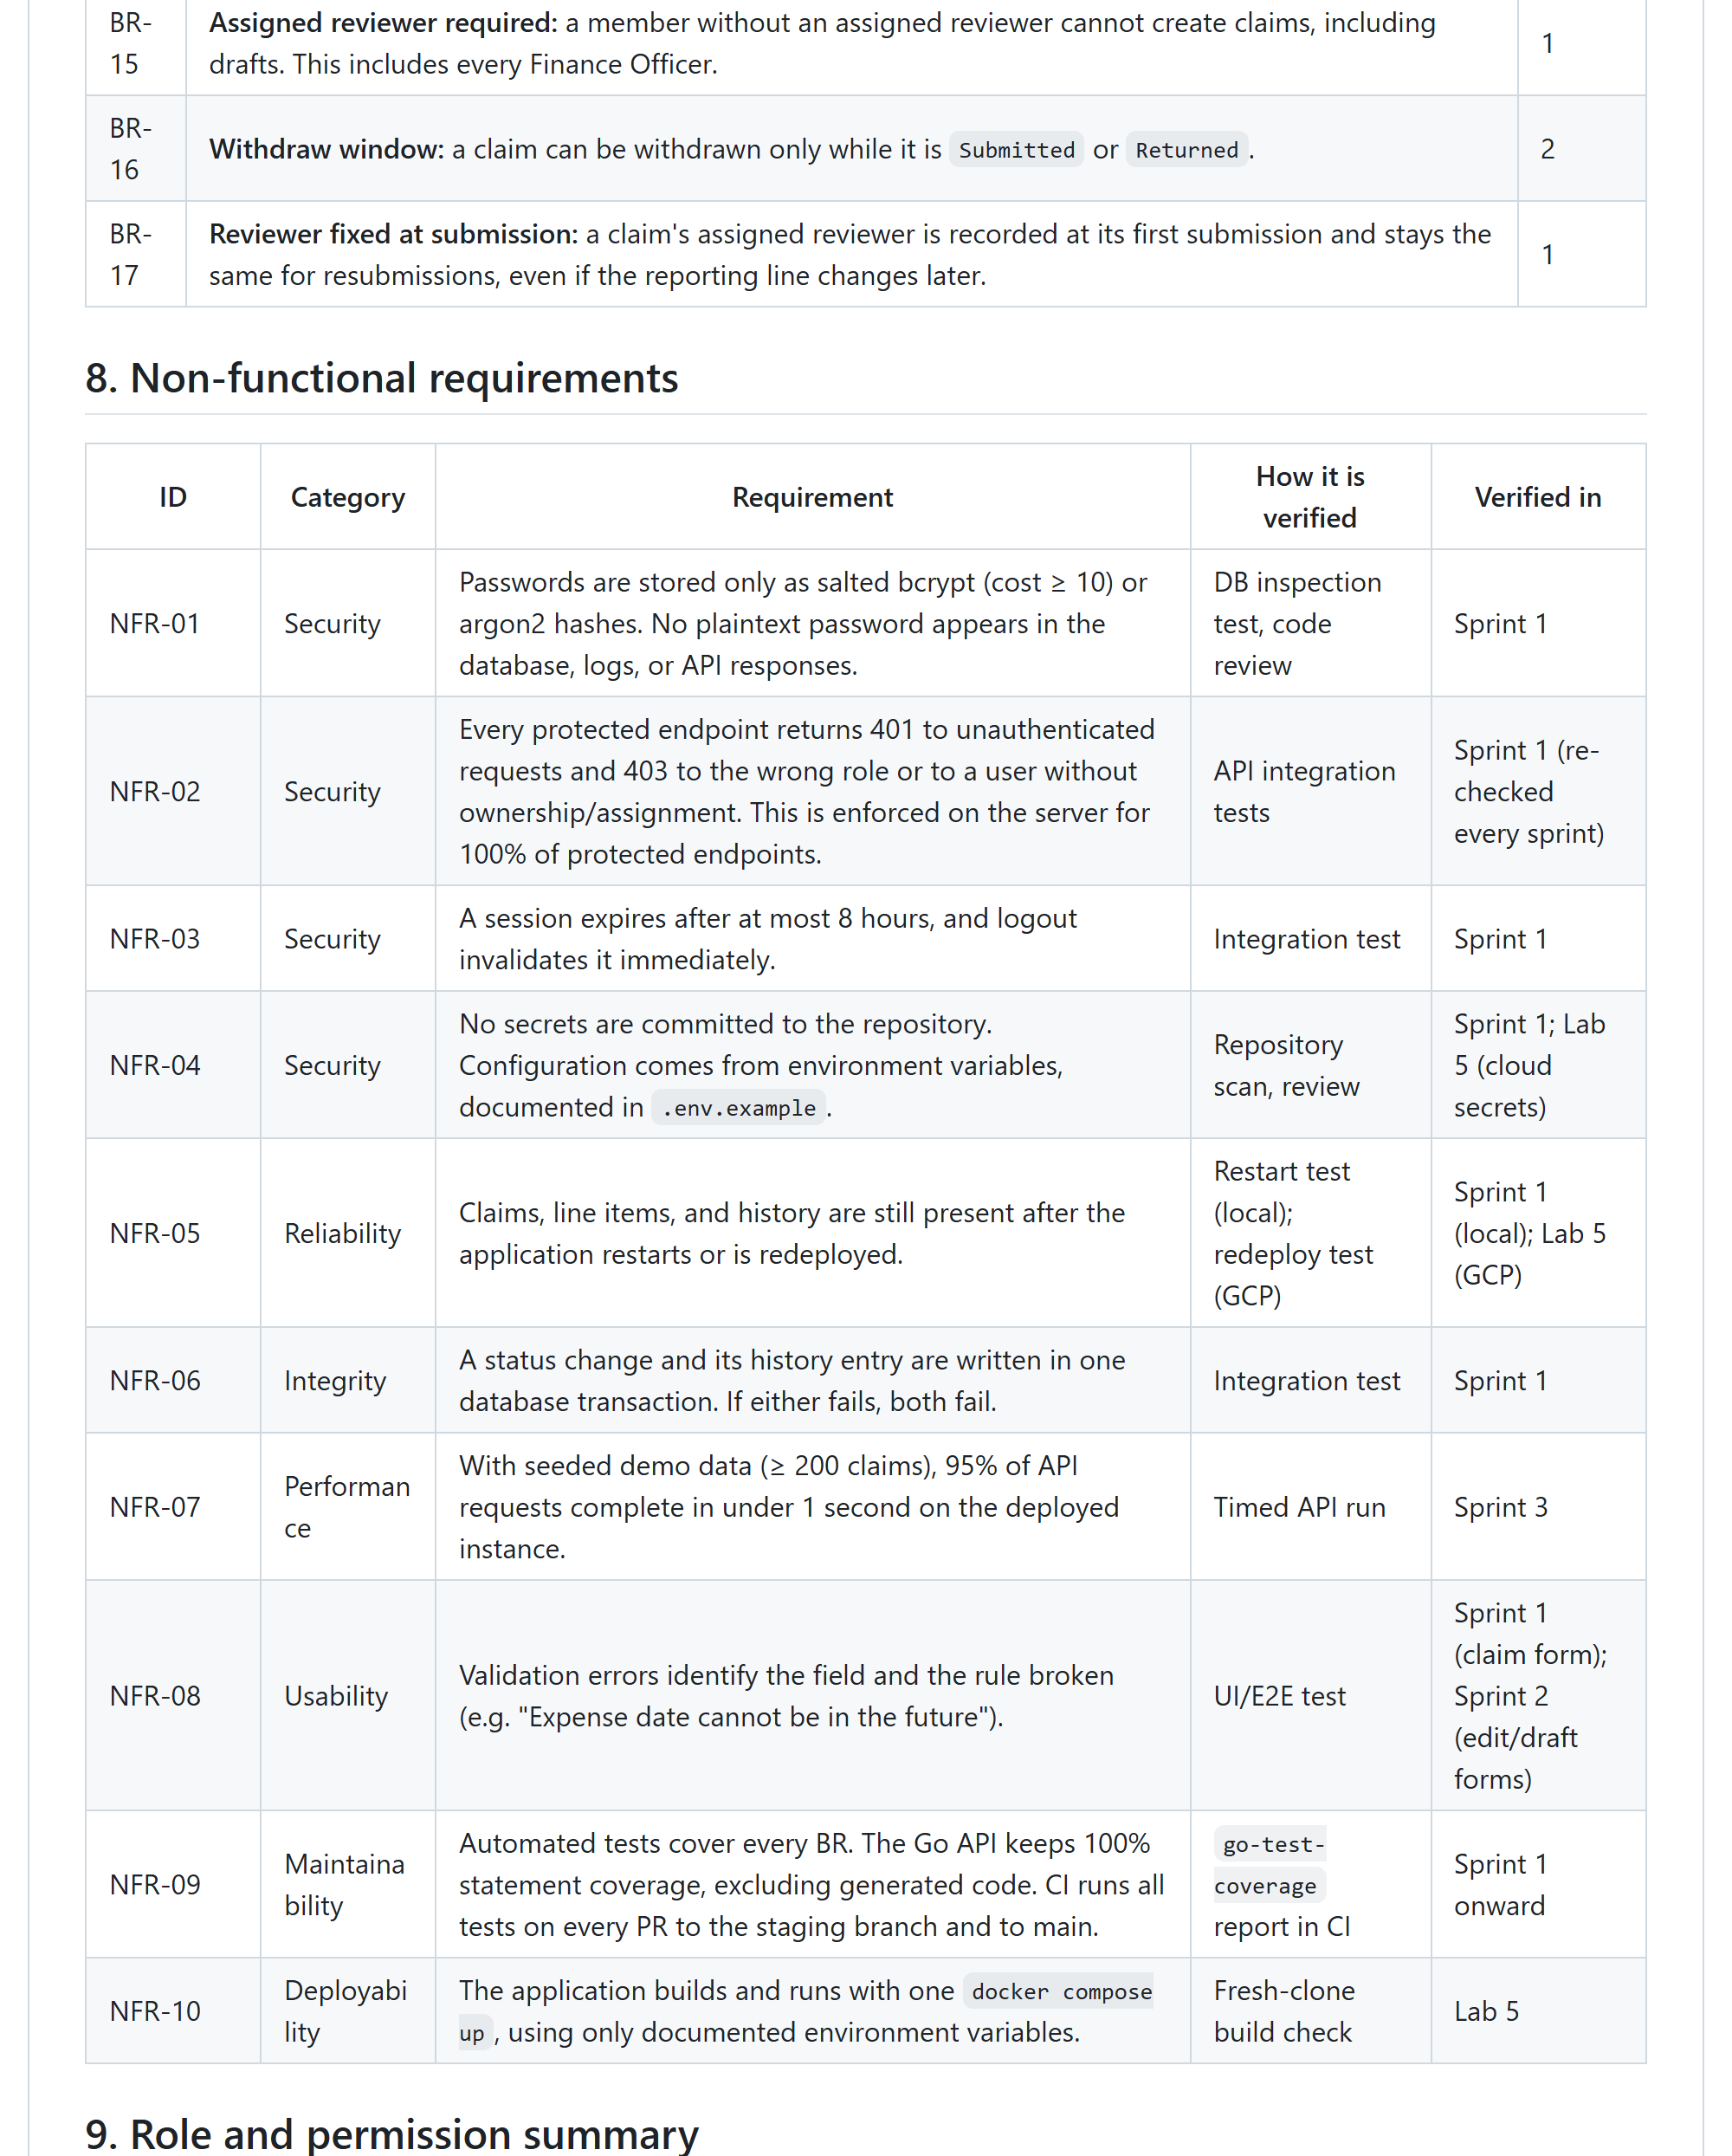 BR-
15
Assigned reviewer required: a member without an assigned reviewer cannot create claims, including
drafts. This includes every Finance Officer.
1
BR-
16
Withdraw window: a claim can be withdrawn only while it is Submitted or Returned.
2
BR-
17
Reviewer fixed at submission: a claim's assigned reviewer is recorded at its first submission and stays the
same for resubmissions, even if the reporting line changes later.
1
8. Non-functional requirements
ID
Category
Requirement
How it is
verified
Verified in
NFR-01
Security
Passwords are stored only as salted bcrypt (cost ≥ 10) or
argon2 hashes. No plaintext password appears in the
database, logs, or API responses.
DB inspection
test, code
review
Sprint 1
NFR-02
Security
Every protected endpoint returns 401 to unauthenticated
requests and 403 to the wrong role or to a user without
ownership/assignment. This is enforced on the server for
100% of protected endpoints.
API integration
tests
Sprint 1 (re-
checked
every sprint)
NFR-03
Security
A session expires after at most 8 hours, and logout
invalidates it immediately.
Integration test
Sprint 1
NFR-04
Security
No secrets are committed to the repository.
Configuration comes from environment variables,
documented in .env.example.
Repository
scan, review
Sprint 1; Lab
5 (cloud
secrets)
NFR-05
Reliability
Claims, line items, and history are still present after the
application restarts or is redeployed.
Restart test
(local);
redeploy test
(GCP)
Sprint 1
(local); Lab 5
(GCP)
NFR-06
Integrity
A status change and its history entry are written in one
database transaction. If either fails, both fail.
Integration test
Sprint 1
NFR-07
Performan
ce
With seeded demo data (≥ 200 claims), 95% of API
requests complete in under 1 second on the deployed
instance.
Timed API run
Sprint 3
NFR-08
Usability
Validation errors identify the field and the rule broken
(e.g. "Expense date cannot be in the future").
UI/E2E test
Sprint 1
(claim form);
Sprint 2
(edit/draft
forms)
NFR-09
Maintaina
bility
Automated tests cover every BR. The Go API keeps 100%
statement coverage, excluding generated code. CI runs all
tests on every PR to the staging branch and to main.
go-test-
coverage
report in CI
Sprint 1
onward
NFR-10
Deployabi
lity
The application builds and runs with one docker compose
up, using only documented environment variables.
Fresh-clone
build check
Lab 5
9. Role and permission summary